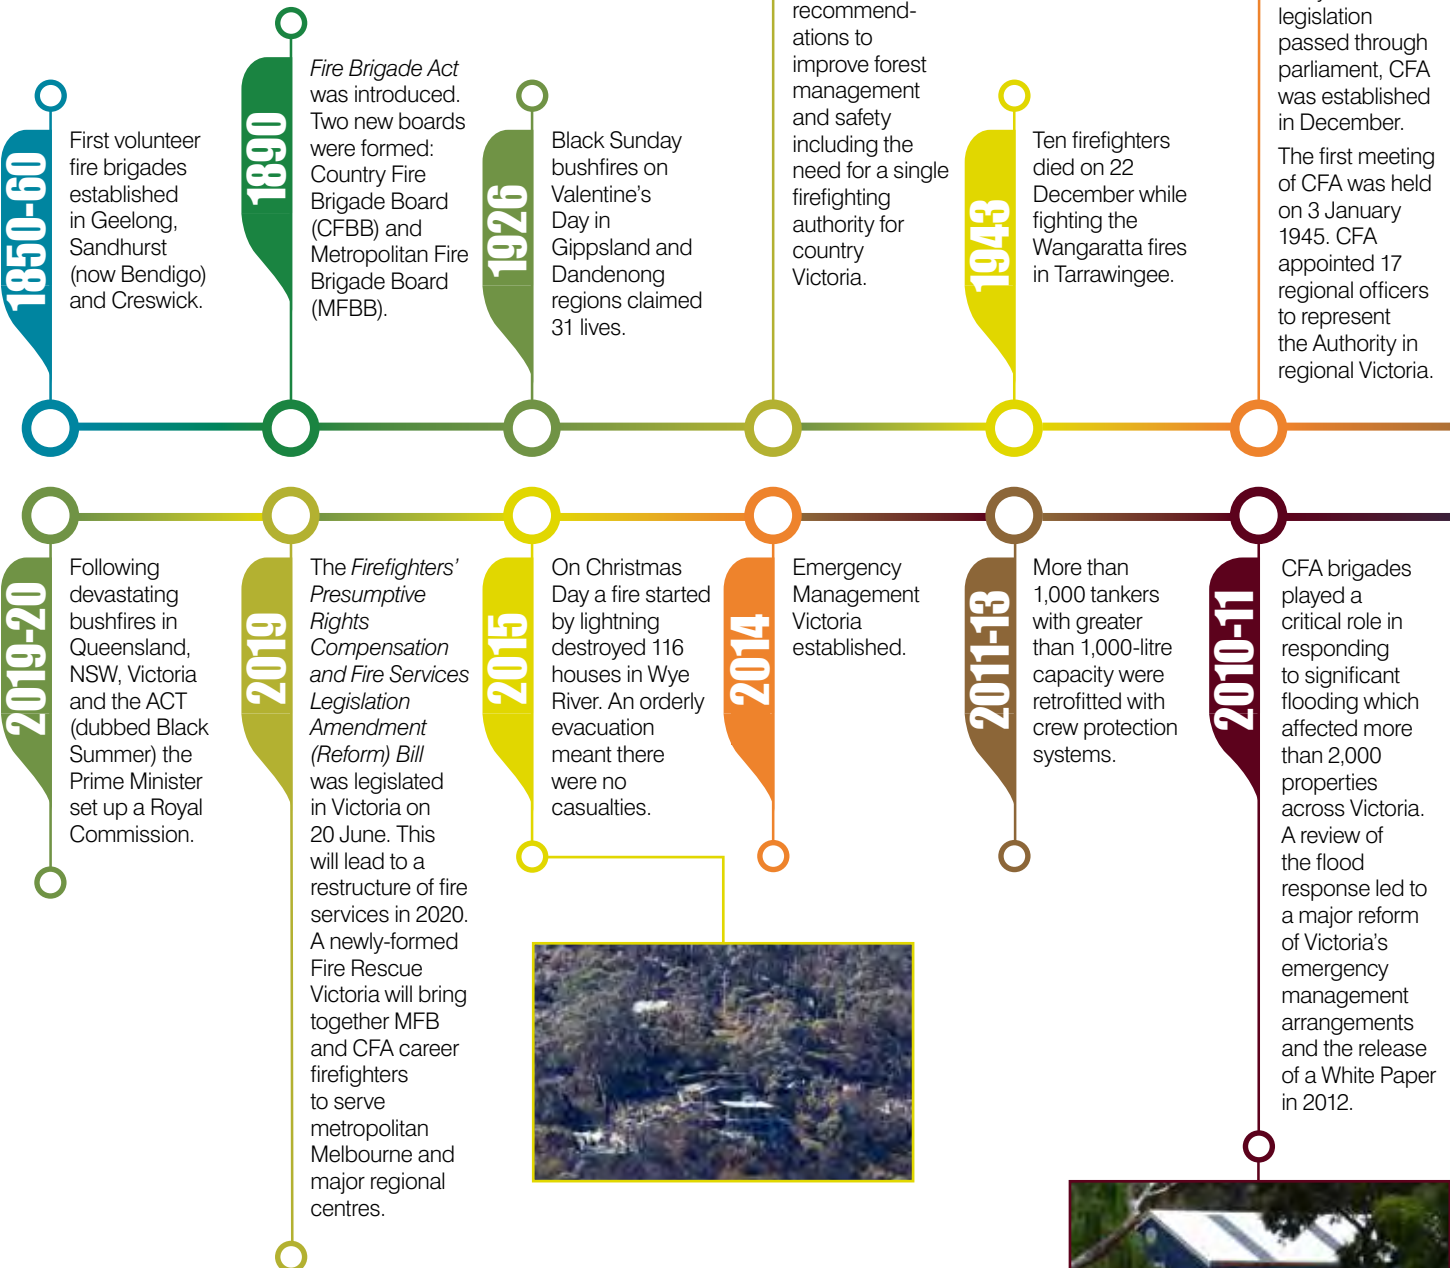 1850-60
First volunteer
fire brigades
established
in Geelong,
Sandhurst
(now Bendigo)
and Creswick.
1890
Fire Brigade Act
was introduced.
Two new boards
were formed:
Country Fire
Brigade Board
(CFBB) and
Metropolitan Fire
Brigade Board
(MFBB).
1926
Black Sunday
bushfires on
Valentine's
Day in
Gippsland and
Dandenong
regions claimed
31 lives.
recommend-
ations to
improve forest
management
and safety
including the
need for a single
firefighting
authority for
country
Victoria.
1943
Ten firefighters
died on 22
December while
fighting the
Wangaratta fires
in Tarrawingee.
legislation
passed through
parliament, CFA
was established
in December.
The first meeting
of CFA was held
on 3 January
1945. CFA
appointed 17
regional officers
to represent
the Authority in
regional Victoria.
2019-20
Following
devastating
bushfires in
Queensland,
NSW, Victoria
and the ACT
(dubbed Black
Summer) the
Prime Minister
set up a Royal
Commission.
2019
The Firefighters'
Presumptive
Rights
Compensation
and Fire Services
Legislation
Amendment
(Reform) Bill
was legislated
in Victoria on
20 June. This
will lead to a
restructure of fire
services in 2020.
A newly-formed
Fire Rescue
Victoria will bring
together MFB
and CFA career
firefighters
to serve
metropolitan
Melbourne and
major regional
centres.
2015
On Christmas
Day a fire started
by lightning
destroyed 116
houses in Wye
River. An orderly
evacuation
meant there
were no
casualties.
2014
Emergency
Management
Victoria
established.
2011-13
More than
1,000 tankers
with greater
than 1,000-litre
capacity were
retrofitted with
crew protection
systems.
2010-11
CFA brigades
played a
critical role in
responding
to significant
flooding which
affected more
than 2,000
properties
across Victoria.
A review of
the flood
response led to
a major reform
of Victoria's
emergency
management
arrangements
and the release
of a White Paper
in 2012.